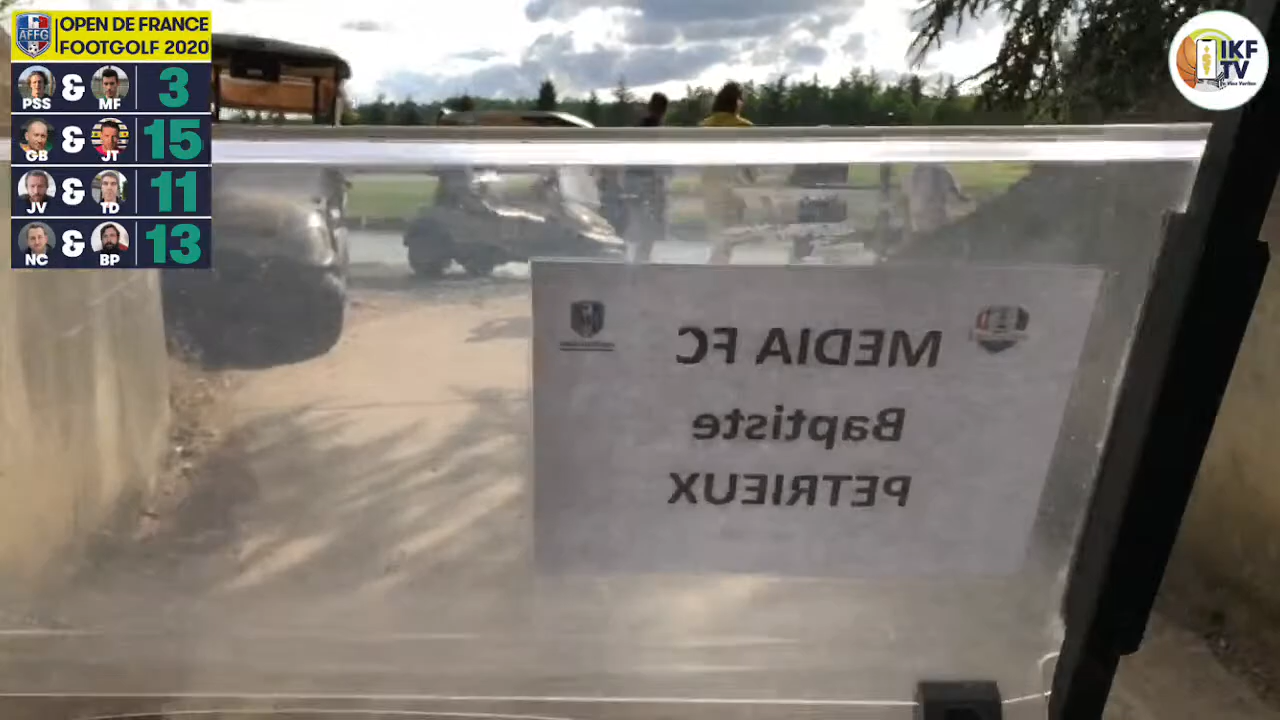 AFFG
OPEN DE FRANCE
FOOTGOLF 2020
PSS & MF 3
GB & JT 15
JV & TD 11
NC & BP 13
IKF
TV
MEDIA FC
Baptiste
PETRIEUX